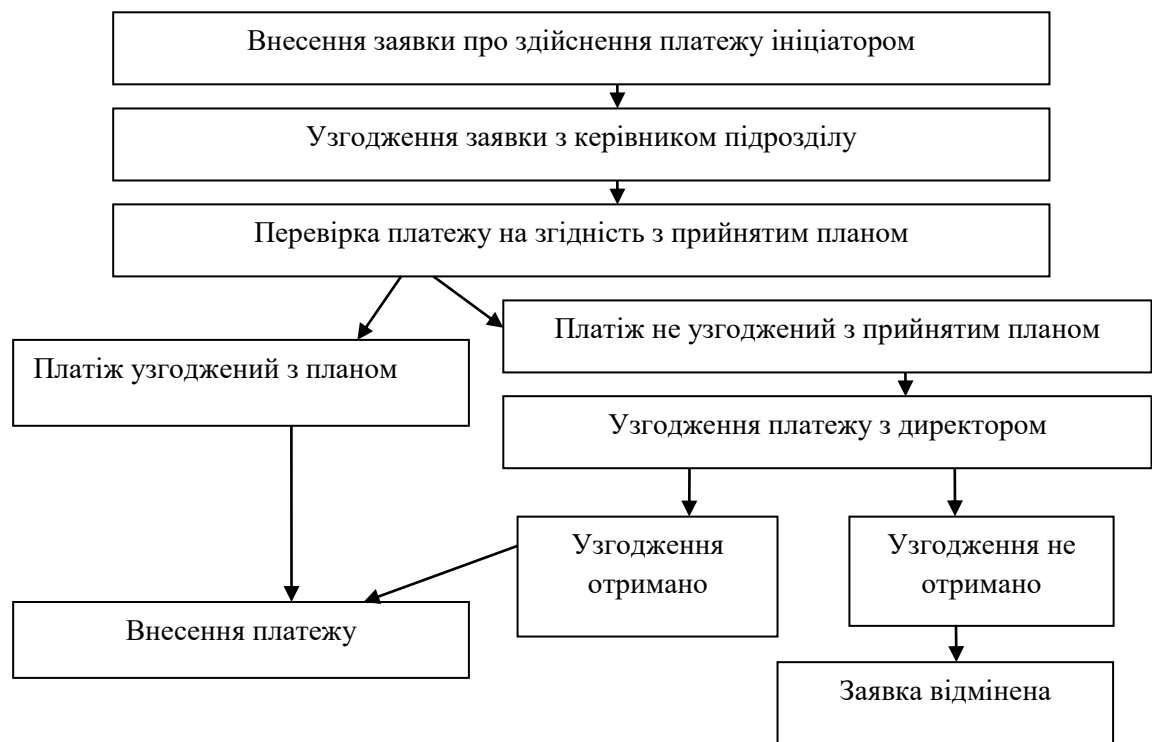 Внесення заявки про здійснення платежу ініціатором
Узгодження заявки з керівником підрозділу
Перевірка платежу на згідність з прийнятим планом
Платіж не узгоджений з прийнятим планом
Платіж узгоджений з планом
Узгодження платежу з директором
Узгодження
отримано
Узгодження не
отримано
Внесення платежу
Заявка відмінена